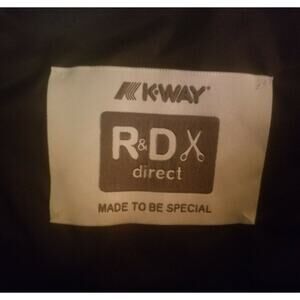 K-WAY®
R&D
direct
MADE TO BE SPECIAL